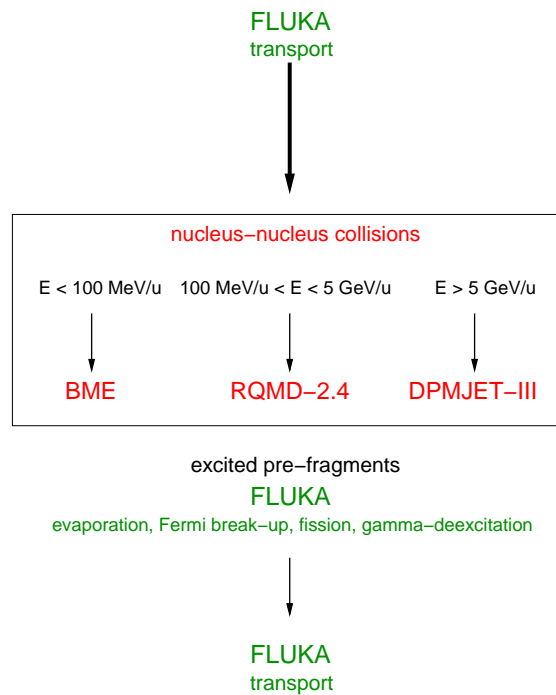 FLUKA
transport
nucleus−nucleus collisions
E < 100 MeV/u 100 MeV/u < E < 5 GeV/u E > 5 GeV/u
BME RQMD−2.4 DPMJET−III
excited pre−fragments
FLUKA
evaporation, Fermi break−up, fission, gamma−deexcitation
FLUKA
transport